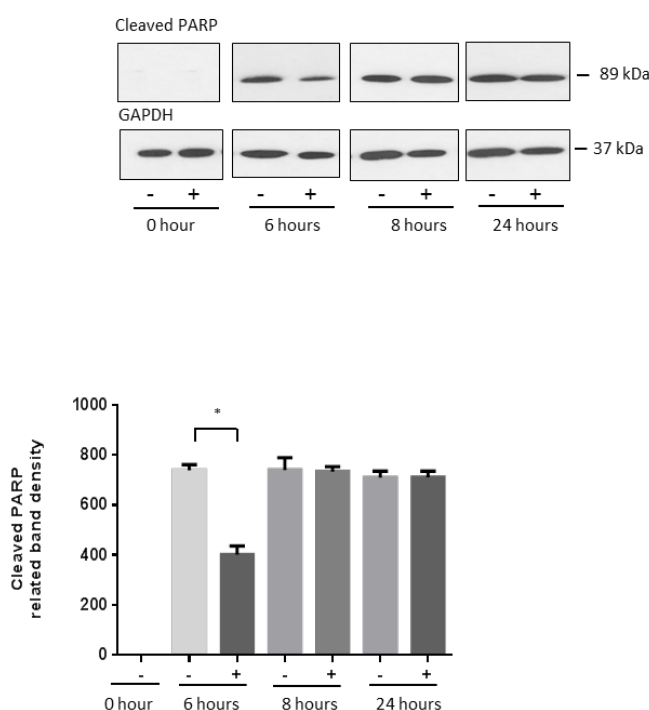 Cleaved PARP
– 89 kDa
GAPDH
– 37 kDa
- + - + - + - +
0 hour 6 hours 8 hours 24 hours
*
1000
800
600
400
200
0
Cleaved PARP
related band density
- - + - + - +
0 hour 6 hours 8 hours 24 hours